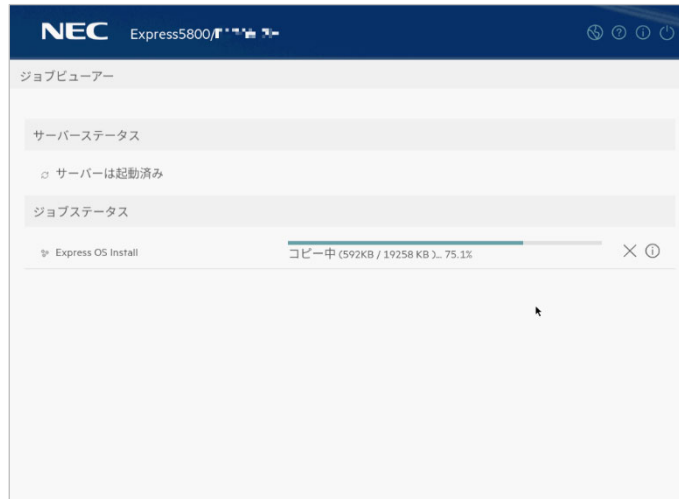 NEC Express5800/
ジョブビューアー
サーバーステータス
サーバーは起動済み
ジョブステータス
Express OS Install
コピー中 (592KB / 19258 KB )... 75.1%